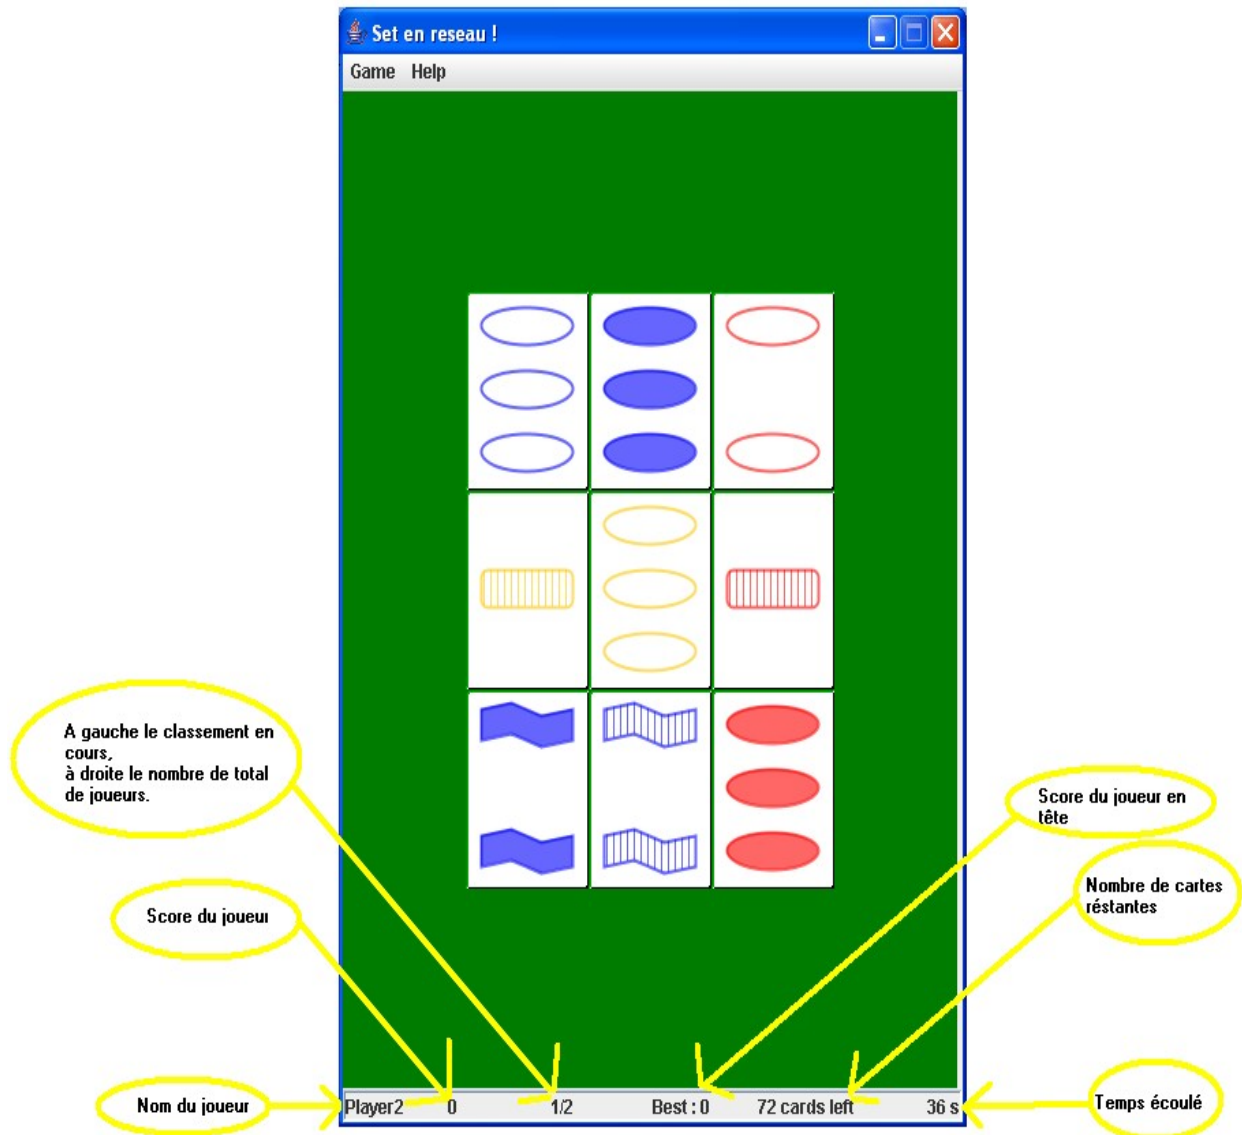 Set en reseau !
Game Help
A gauche le classement en
cours,
à droite le nombre de total
de joueurs.
Score du joueur en
tête
Nombre de cartes
réstantes
Score du joueur
Nom du joueur
Player2 0 1/2 Best : 0 72 cards left 36 s
Temps écoulé